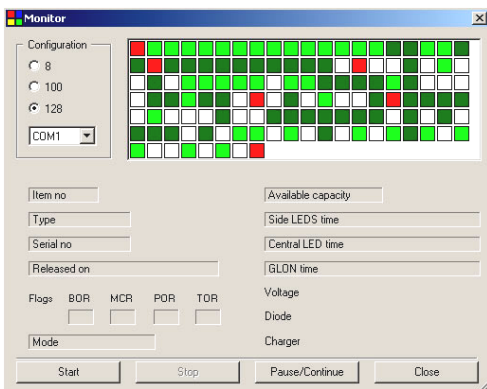 Monitor
Configuration
8
100
128
COM1
Item no
Available capacity
Type
Side LEDS time
Serial no
Central LED time
Released on
GLON time
Flags BOR MCR POR TOR
Voltage
Diode
Mode
Charger
Start Stop Pause/Continue Close